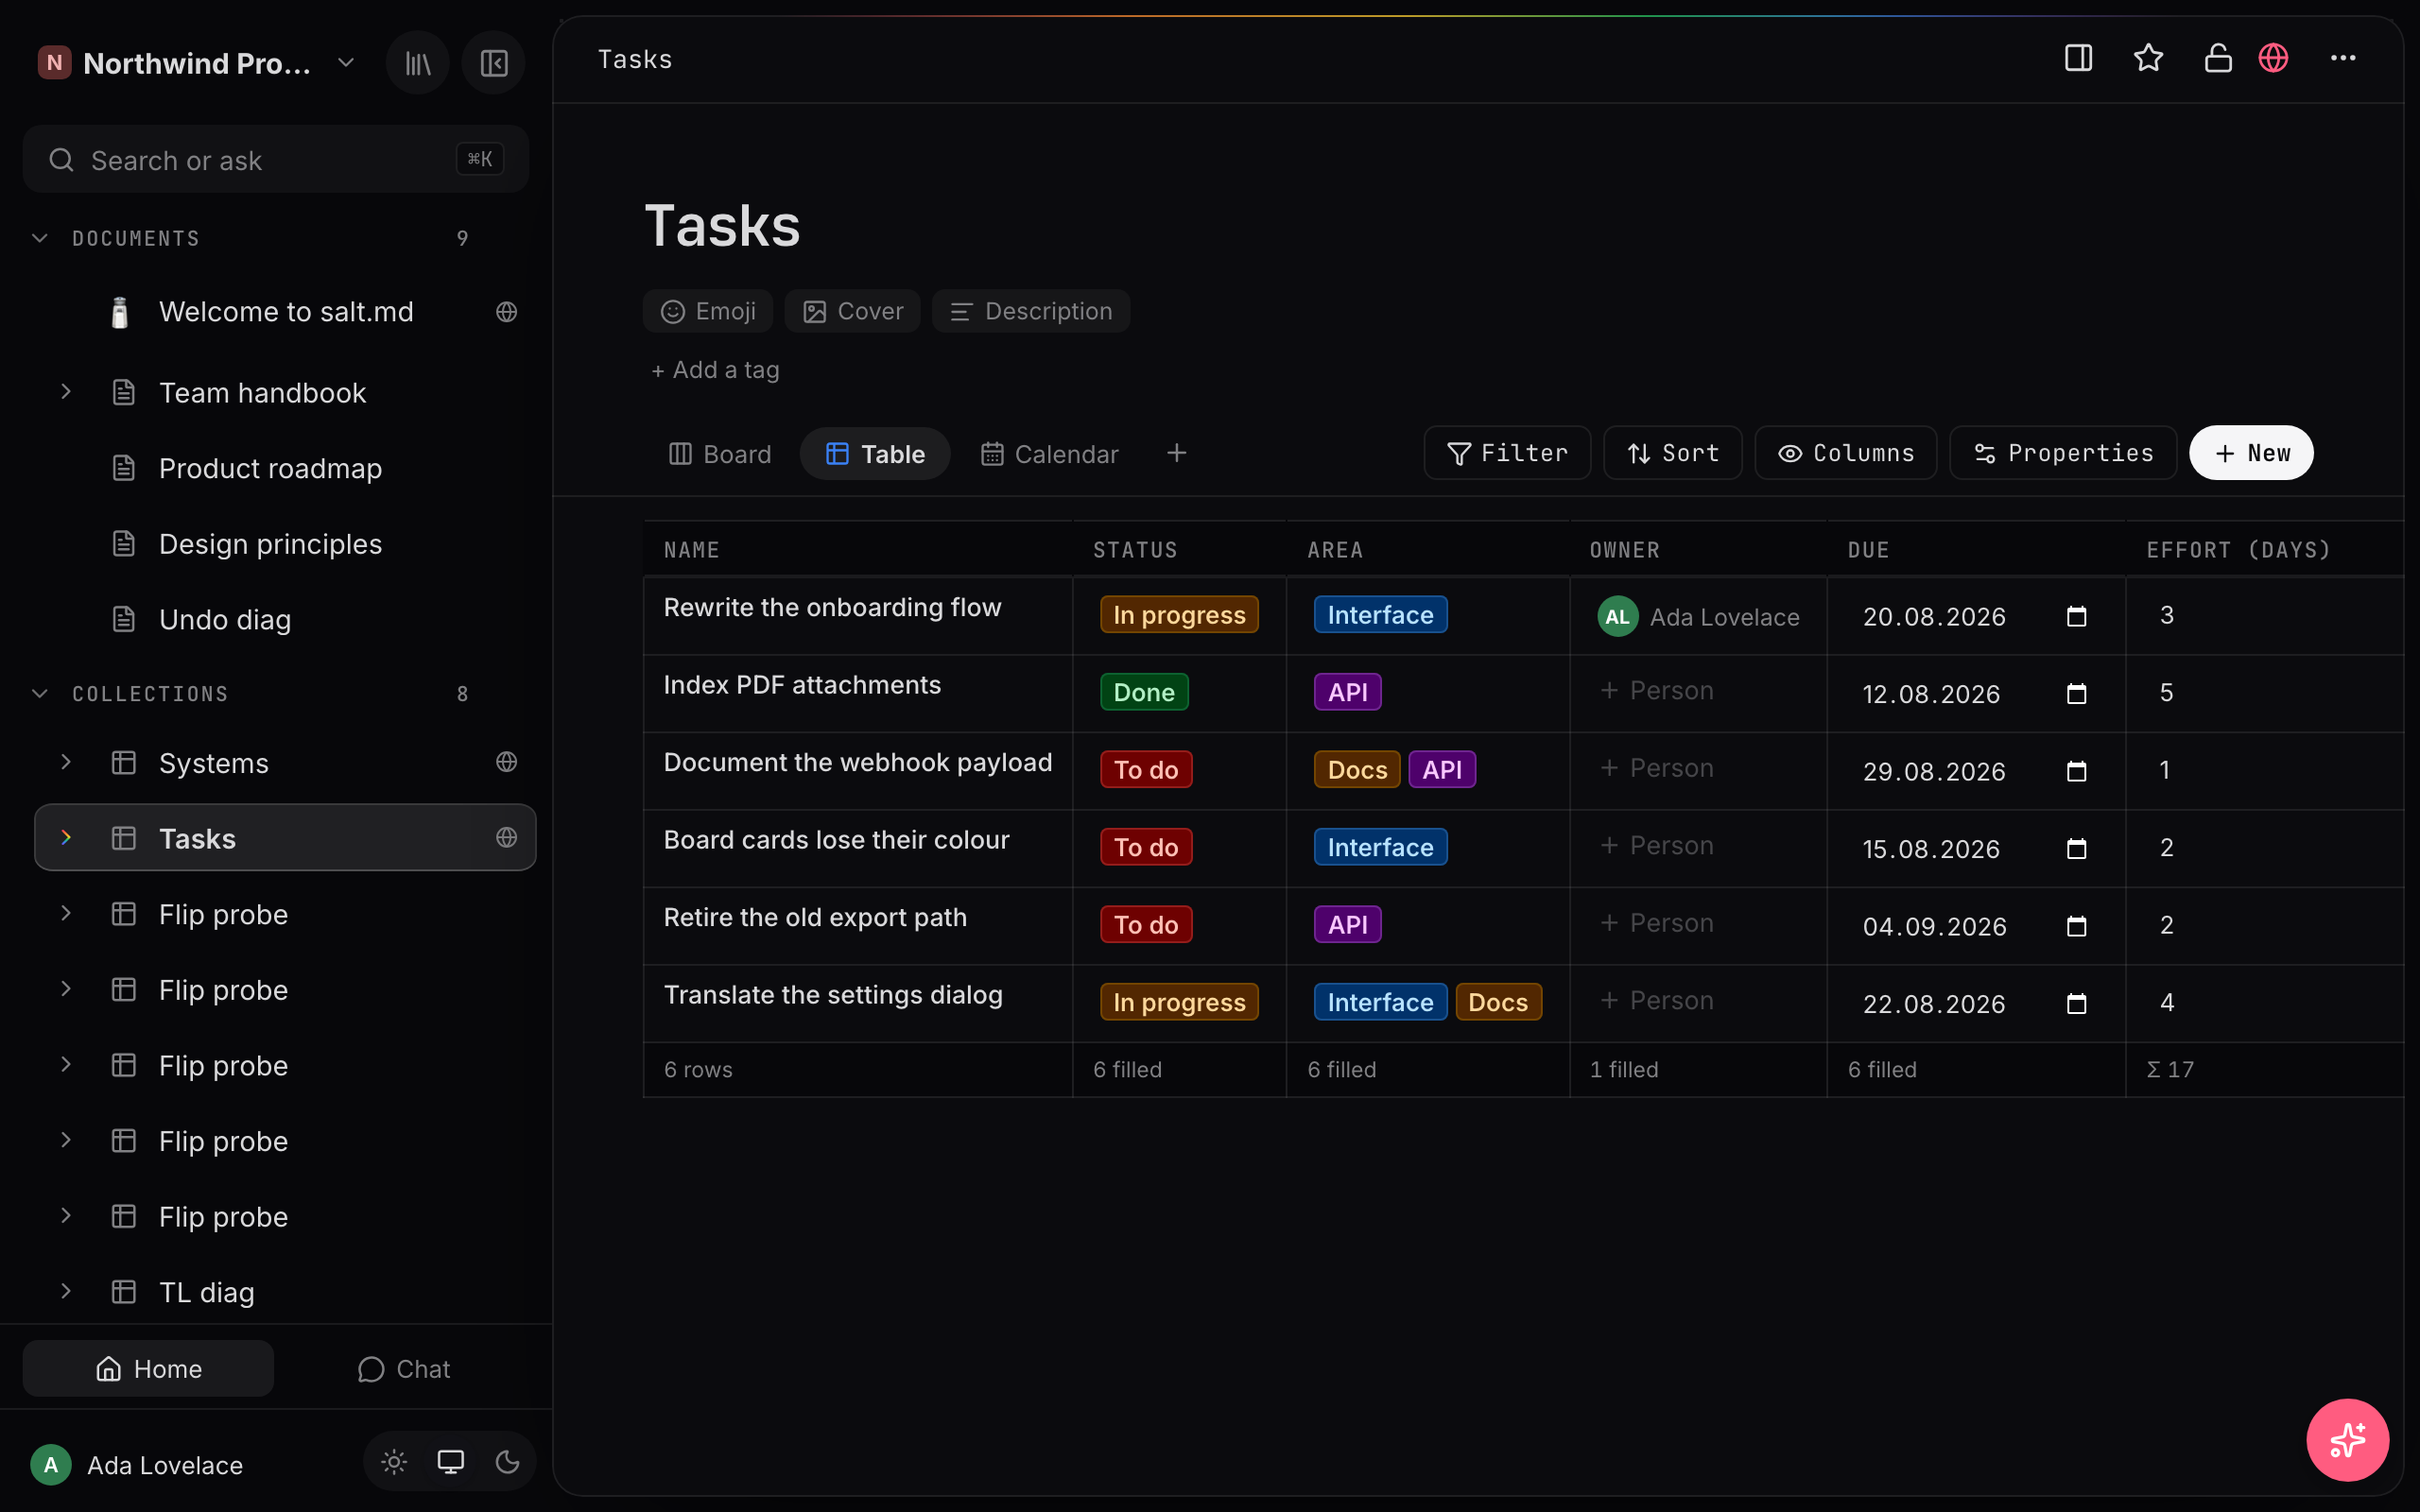 N Northwind Pro...
Search or ask ⌘K
DOCUMENTS 9
Welcome to salt.md
Team handbook
Product roadmap
Design principles
Undo diag
COLLECTIONS 8
Systems
Tasks
Flip probe
Flip probe
Flip probe
Flip probe
Flip probe
TL diag
Home Chat
A Ada Lovelace
Tasks
Tasks
Emoji Cover Description
+ Add a tag
Board Table Calendar +
Filter Sort Columns Properties + New
NAME STATUS AREA OWNER DUE EFFORT (DAYS)
Rewrite the onboarding flow In progress Interface AL Ada Lovelace 20.08.2026 3
Index PDF attachments Done API + Person 12.08.2026 5
Document the webhook payload To do Docs API + Person 29.08.2026 1
Board cards lose their colour To do Interface + Person 15.08.2026 2
Retire the old export path To do API + Person 04.09.2026 2
Translate the settings dialog In progress Interface Docs + Person 22.08.2026 4
6 rows 6 filled 6 filled 1 filled 6 filled Σ 17